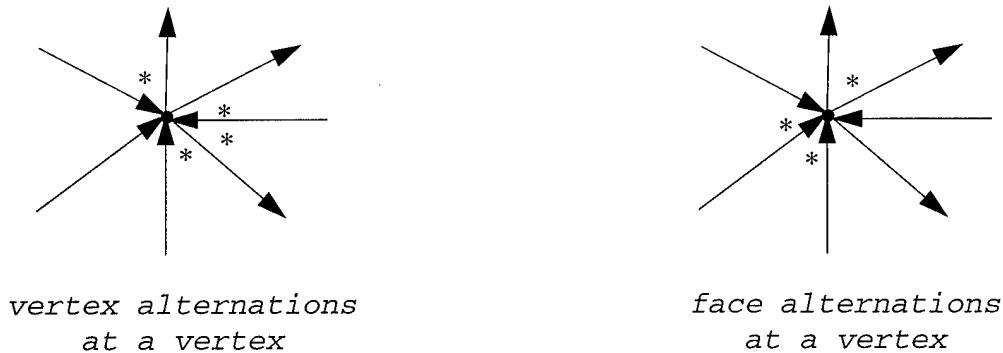 *
*
*
*
*
*
*
vertex alternations
at a vertex
face alternations
at a vertex